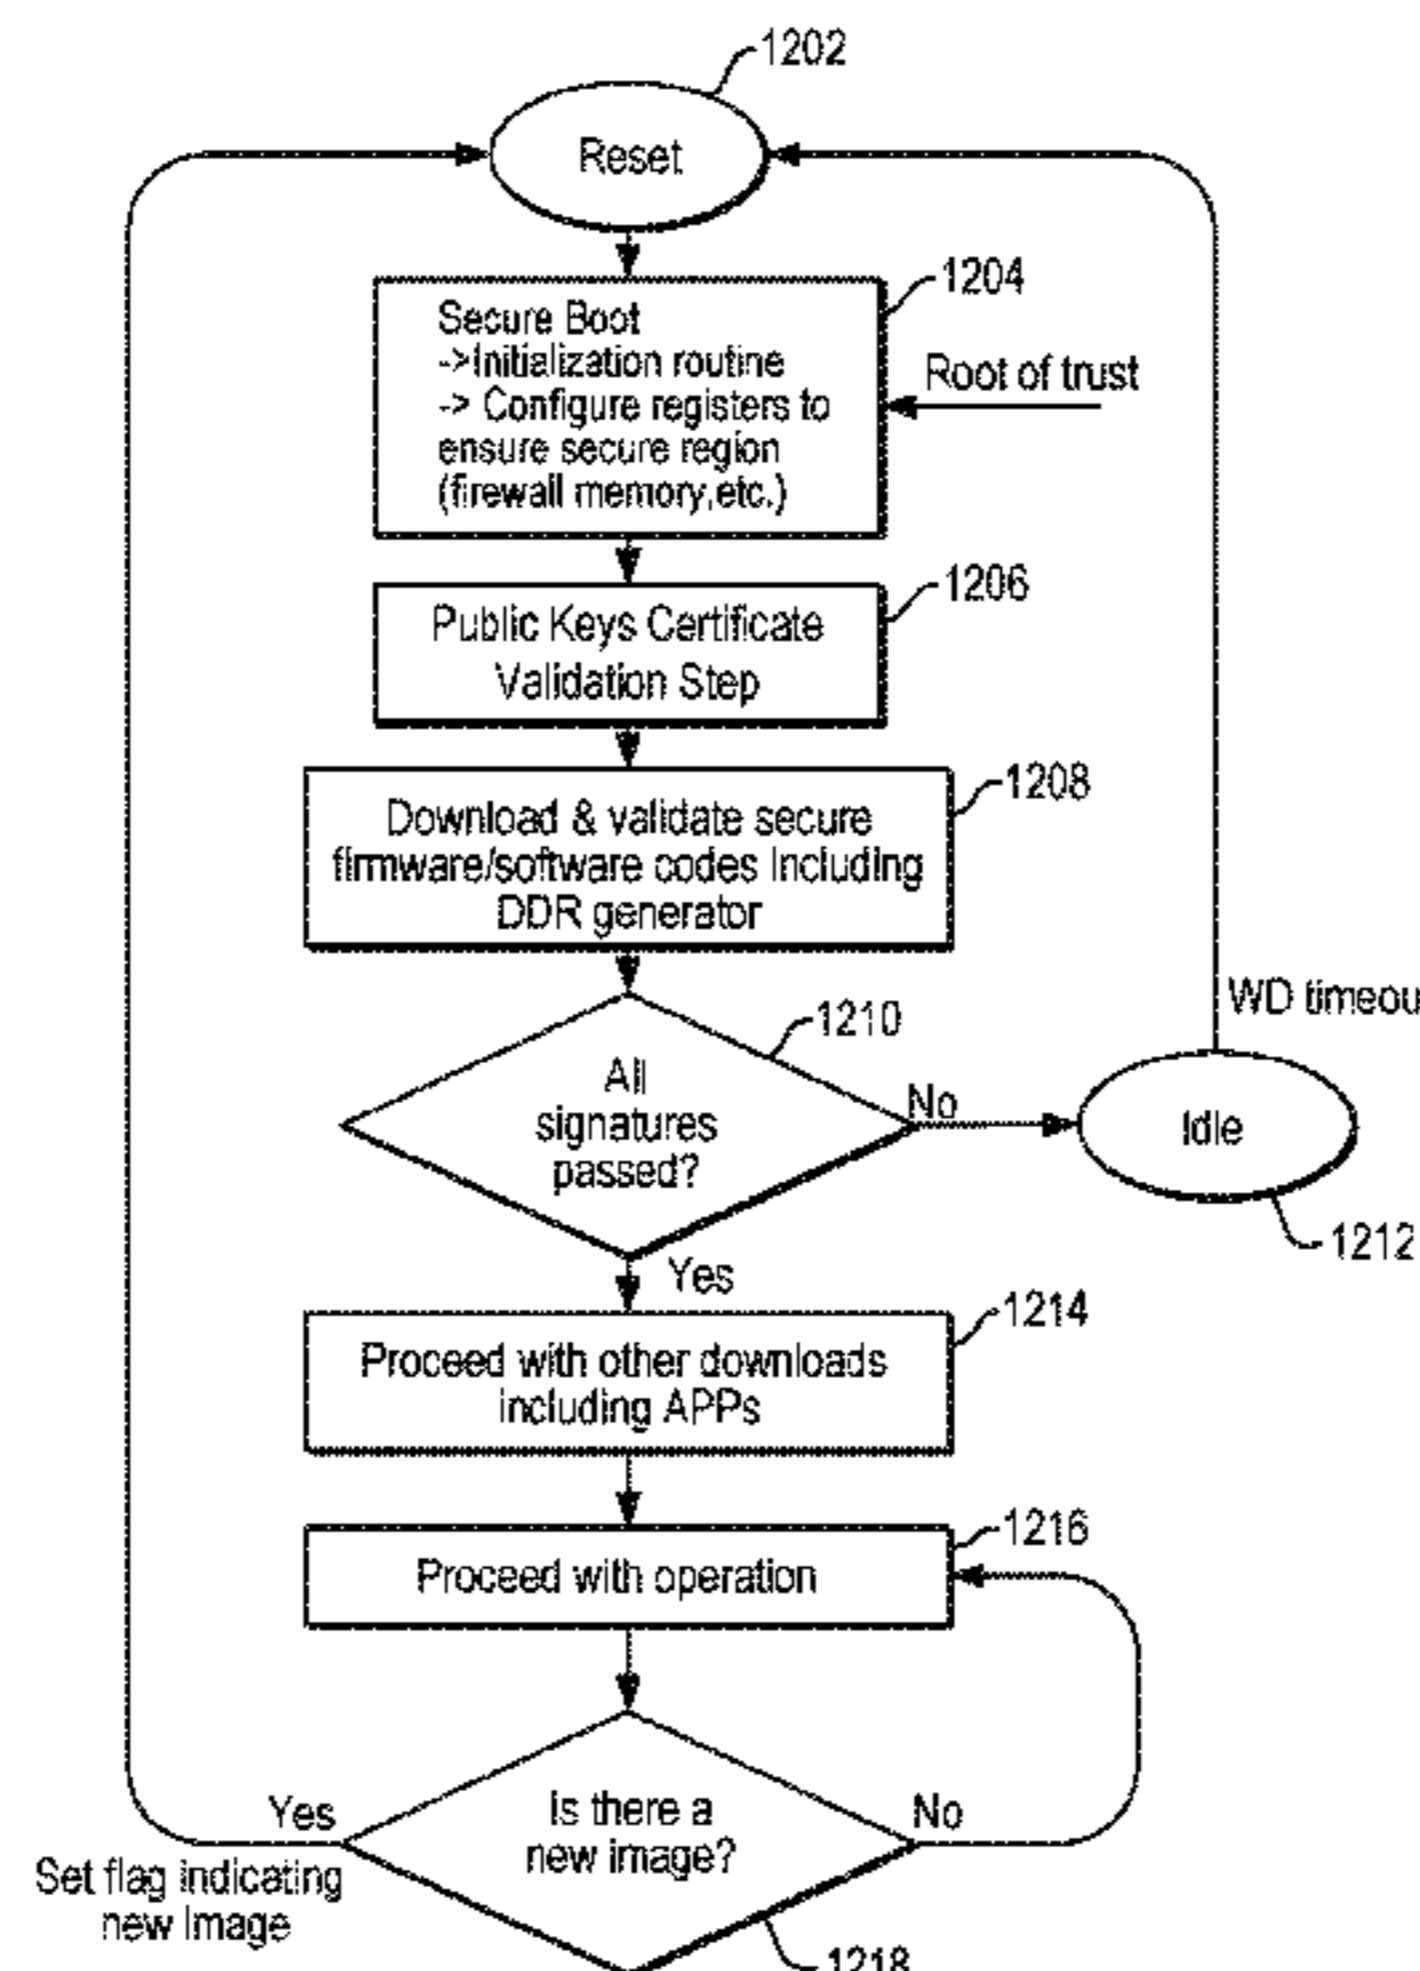 1202
Reset
1204
Secure Boot
->Initialization routine
-> Configure registers to
ensure secure region
(firewall memory,etc.)
Root of trust
1206
Public Keys Certificate
Validation Step
1208
Download & validate secure
firmware/software codes Including
DDR generator
WD timeou
1210
All
signatures
passed?
No
Idle
1212
Yes
1214
Proceed with other downloads
including APPs
1216
Proceed with operation
Is there a
new image?
Yes
No
Set flag indicating
new Image
1218